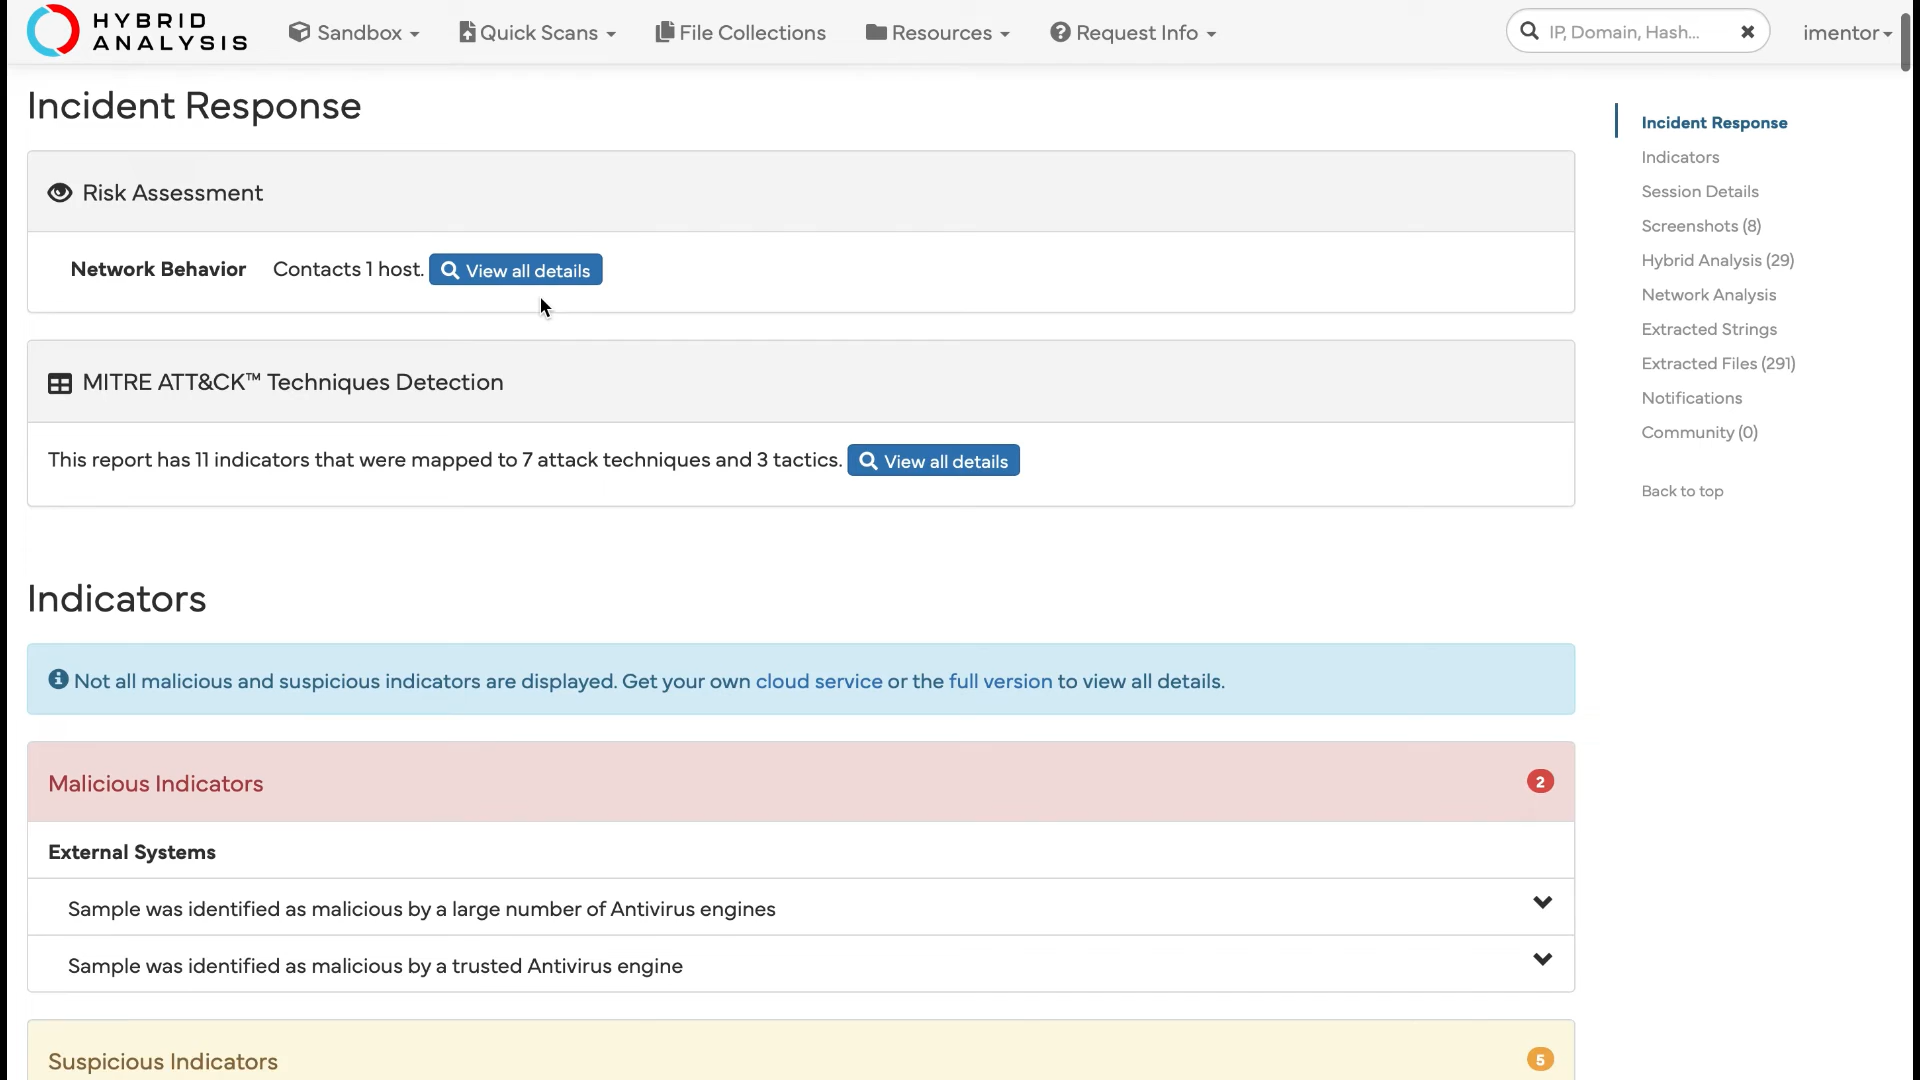 HYBRID
ANALYSIS
Sandbox
Quick Scans
File Collections
Resources
Request Info
IP, Domain, Hash...
imentor
Incident Response
Risk Assessment
Network Behavior Contacts 1 host. View all details
MITRE ATT&CK™ Techniques Detection
This report has 11 indicators that were mapped to 7 attack techniques and 3 tactics. View all details
Indicators
Not all malicious and suspicious indicators are displayed. Get your own cloud service or the full version to view all details.
Malicious Indicators 2
External Systems
Sample was identified as malicious by a large number of Antivirus engines
Sample was identified as malicious by a trusted Antivirus engine
Suspicious Indicators 5
Incident Response
Indicators
Session Details
Screenshots (8)
Hybrid Analysis (29)
Network Analysis
Extracted Strings
Extracted Files (291)
Notifications
Community (0)
Back to top